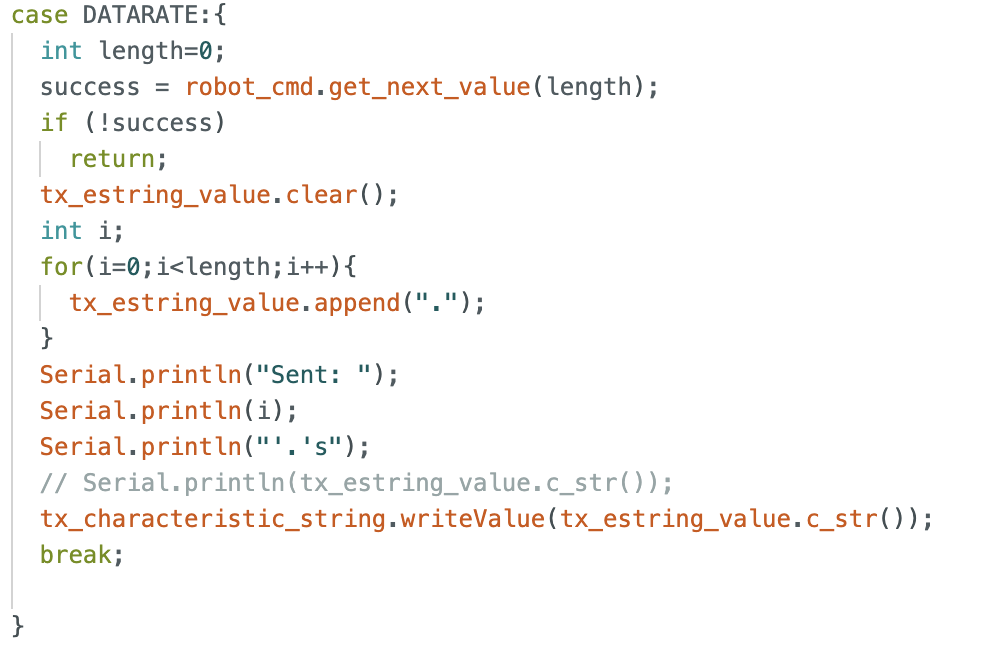 case DATARATE:{
int length=0;
success = robot_cmd.get_next_value(length);
if (!success)
return;
tx_estring_value.clear();
int i;
for(i=0;i<length;i++){
tx_estring_value.append(".");
}
Serial.println("Sent: ");
Serial.println(i);
Serial.println("'.'s");
// Serial.println(tx_estring_value.c_str());
tx_characteristic_string.writeValue(tx_estring_value.c_str());
break;
}